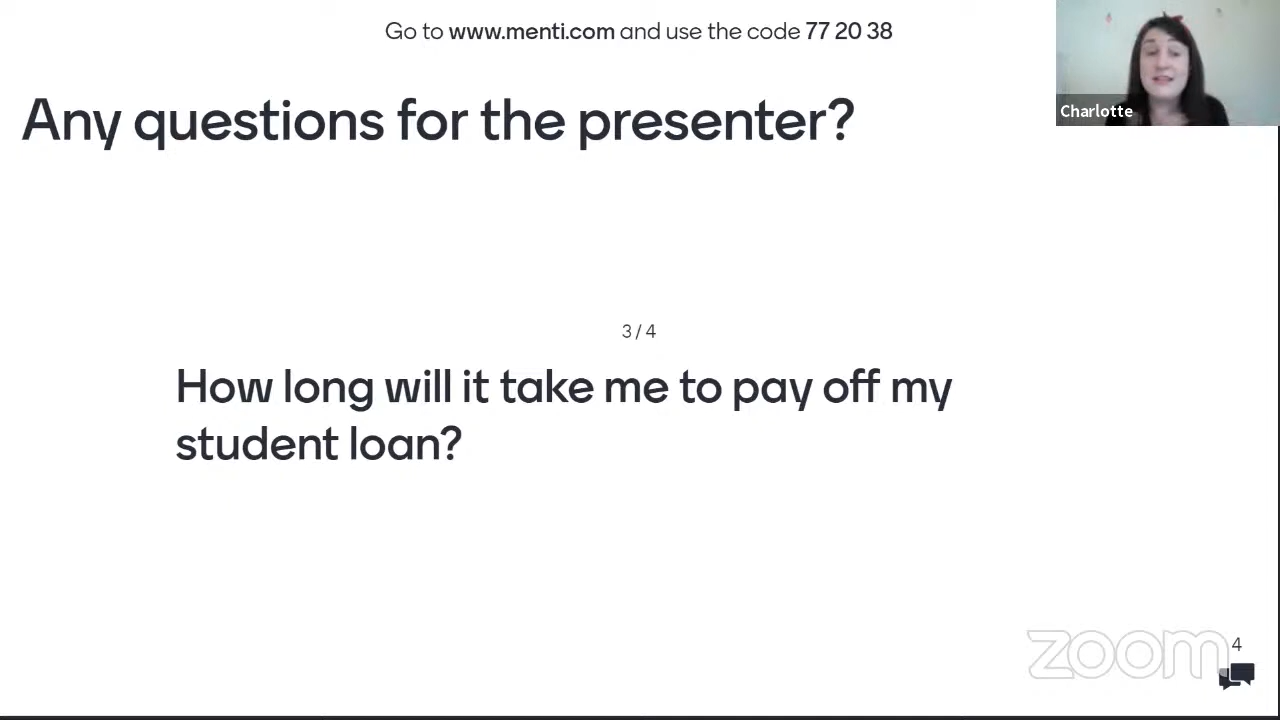 Go to www.menti.com and use the code 77 20 38
Charlotte
Any questions for the presenter?
3 / 4
How long will it take me to pay off my
student loan?
zoom
4